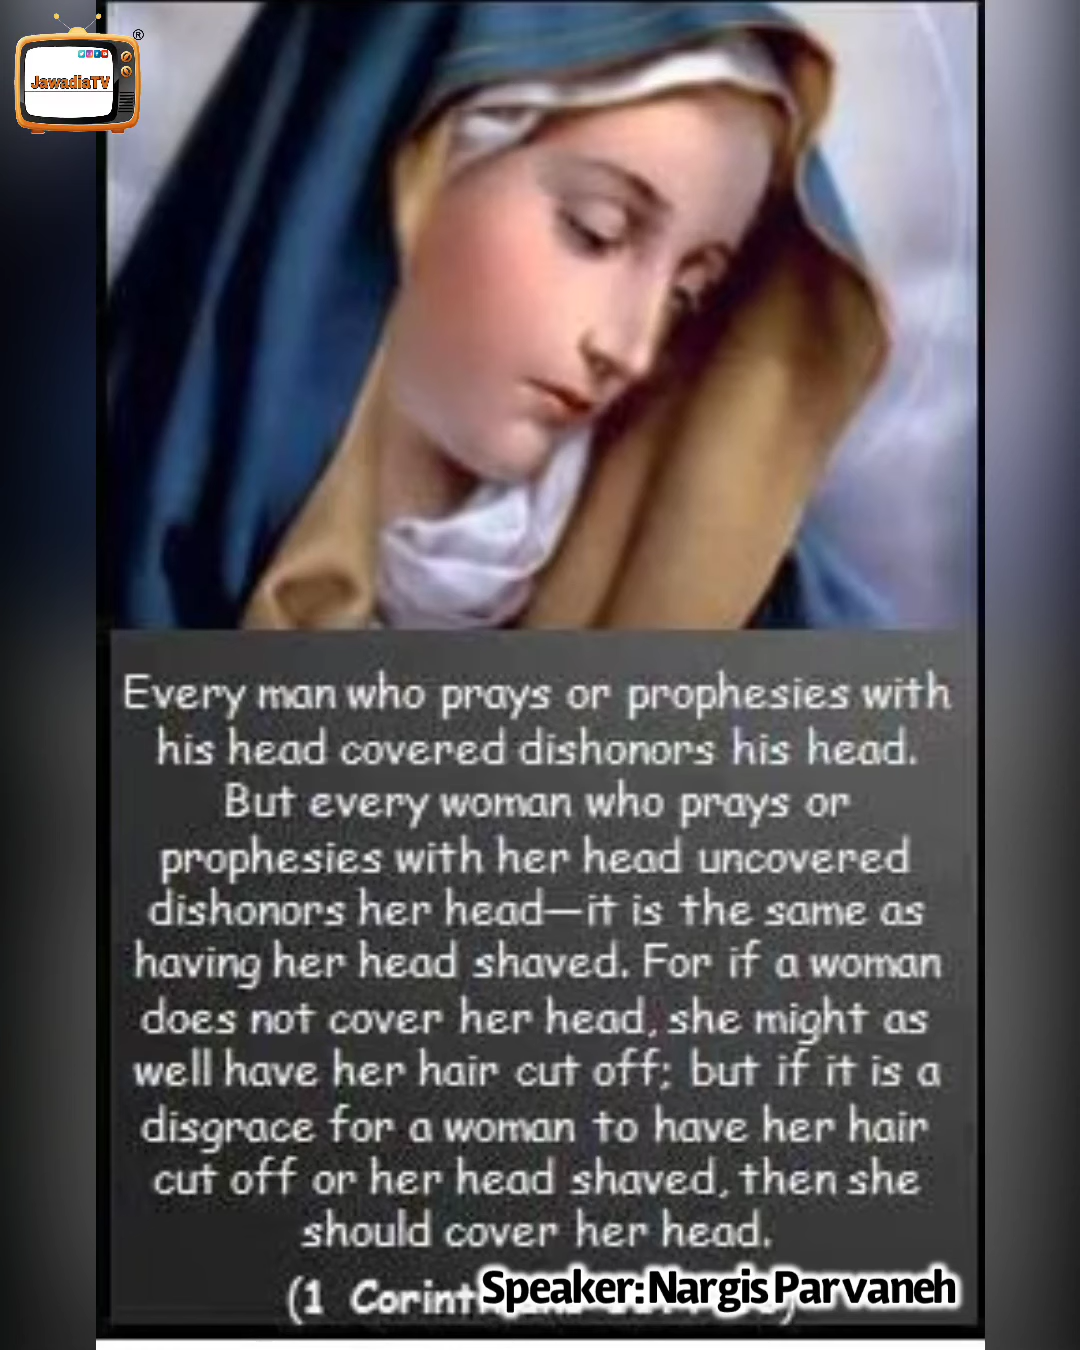 JawadiaTV
®
Every man who prays or prophesies with
his head covered dishonors his head.
But every woman who prays or
prophesies with her head uncovered
dishonors her head—it is the same as
having her head shaved. For if a woman
does not cover her head, she might as
well have her hair cut off; but if it is a
disgrace for a woman to have her hair
cut off or her head shaved, then she
should cover her head.
(1
Speaker: Nargis Parvaneh